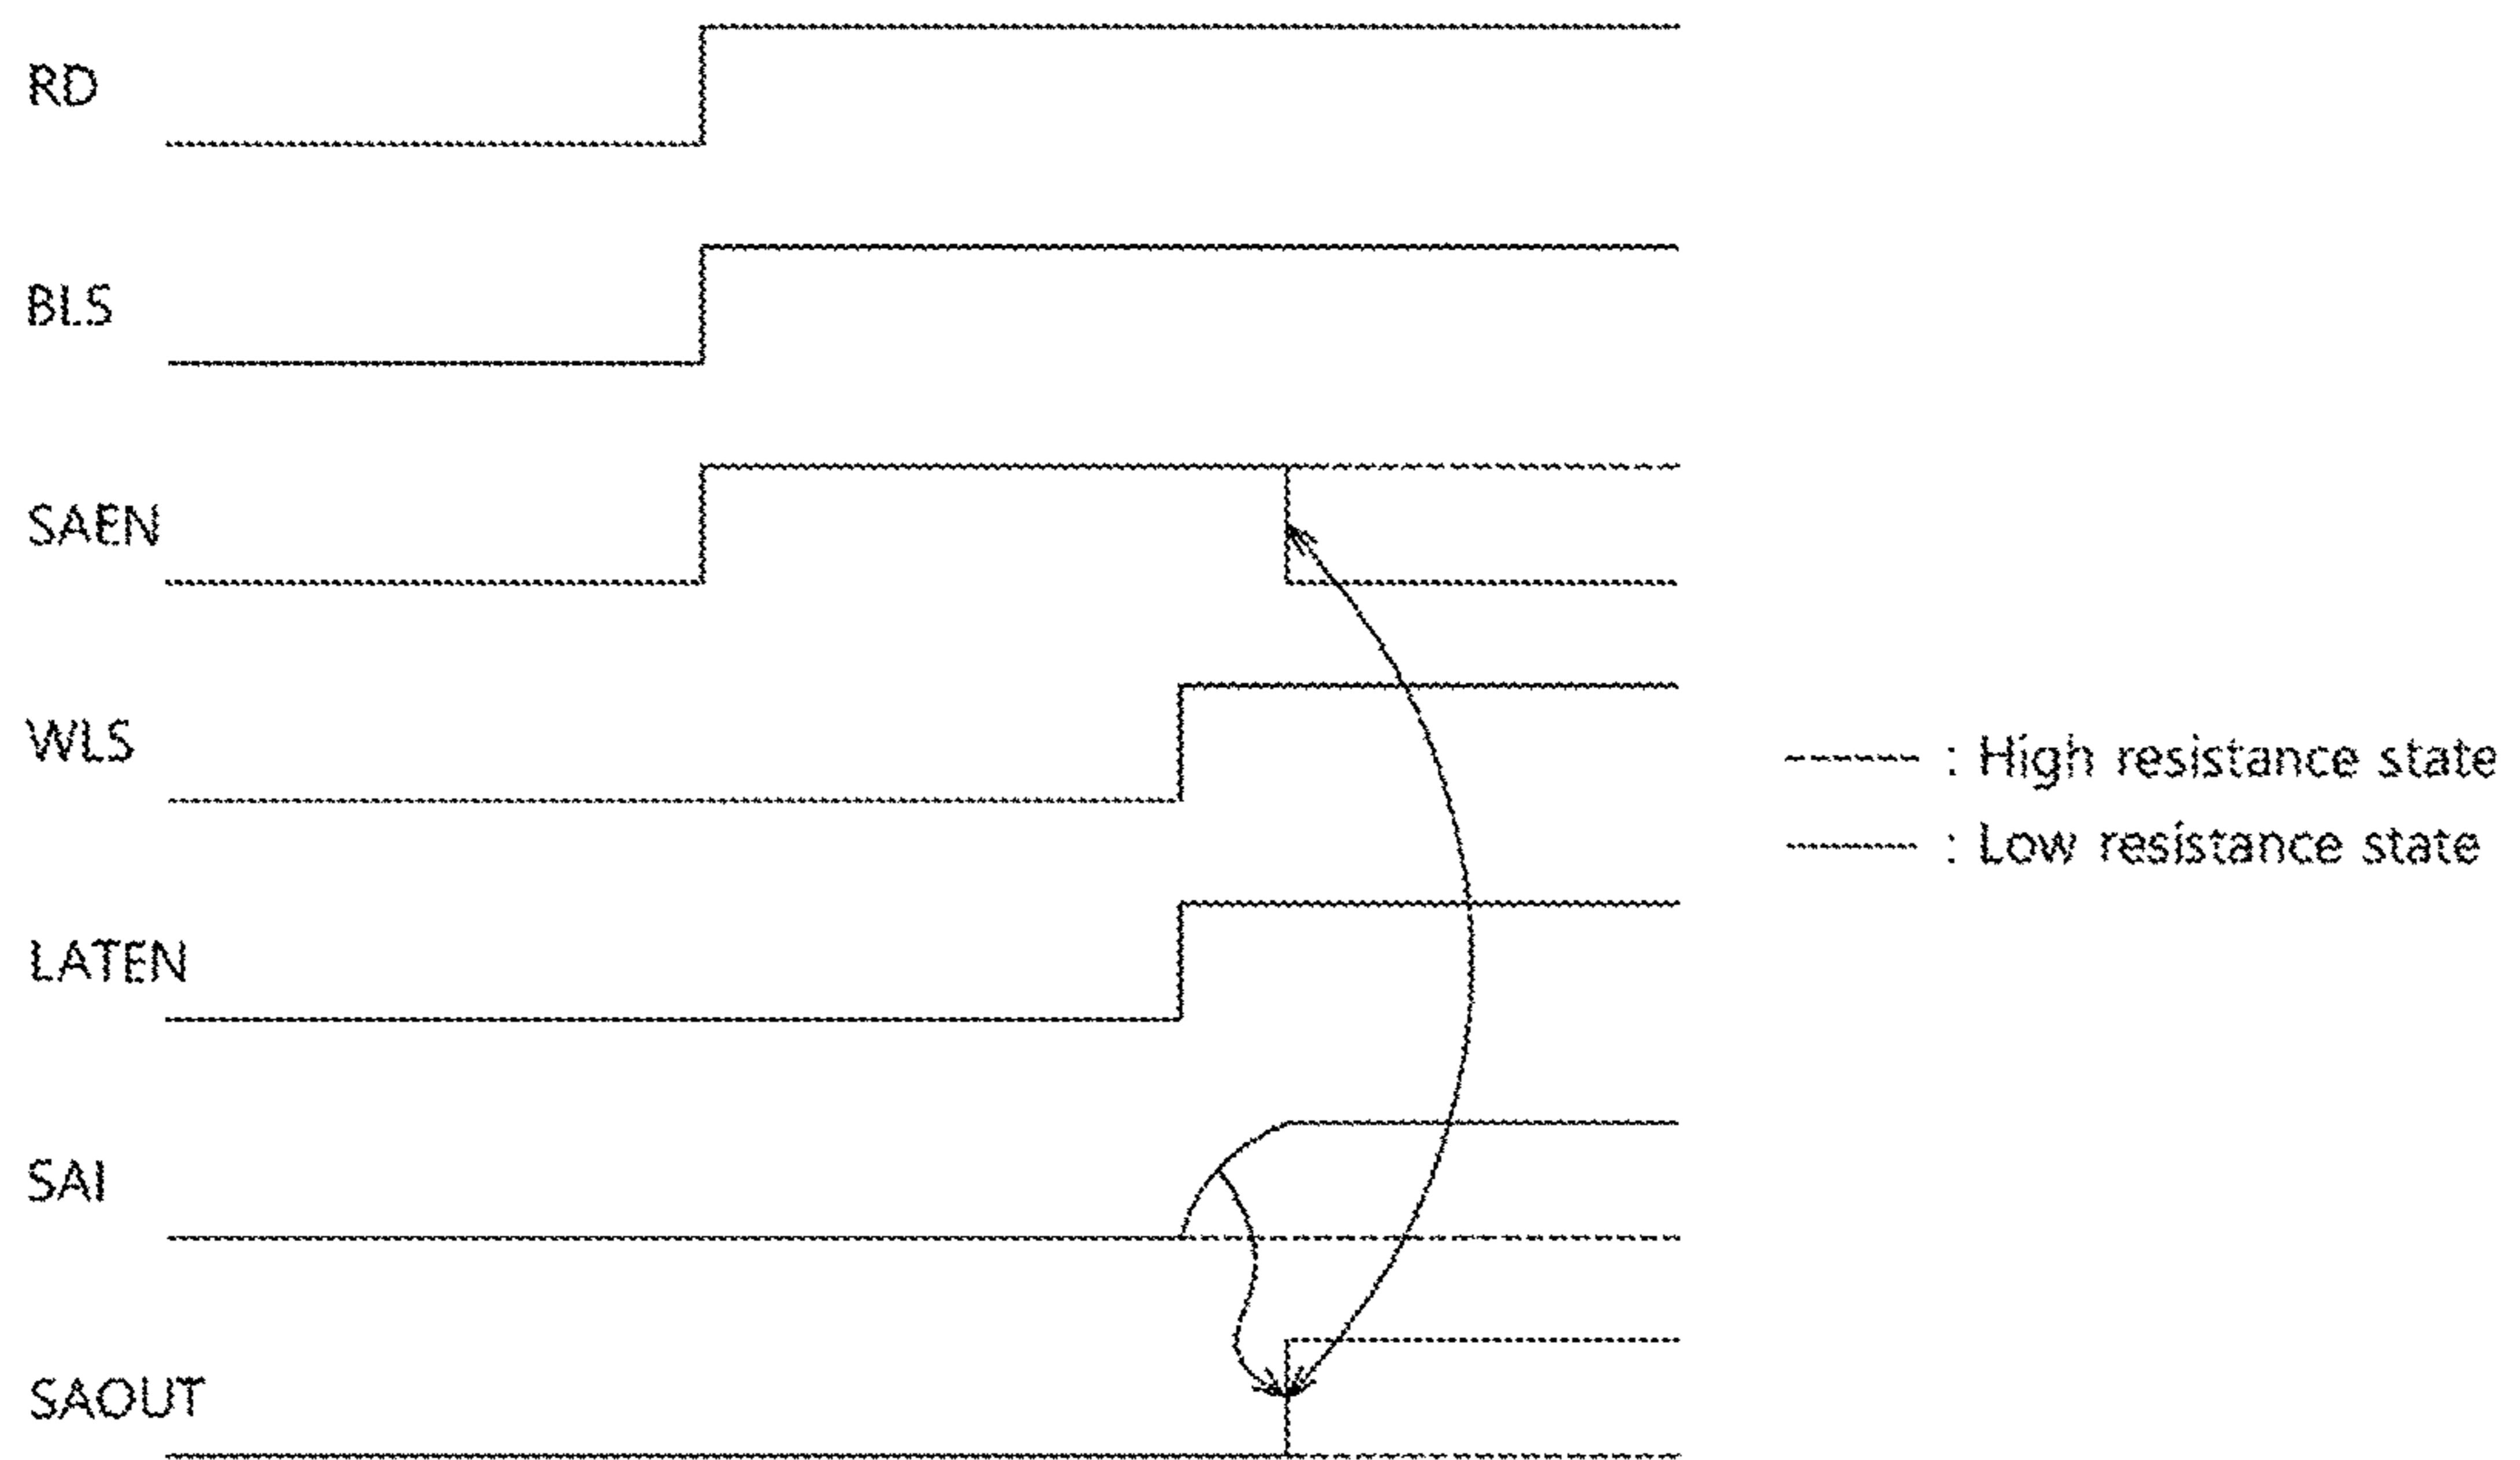 RD
BLS
SAEN
WLS
: High resistance state
: Low resistance state
LATEN
SAI
SAOUT